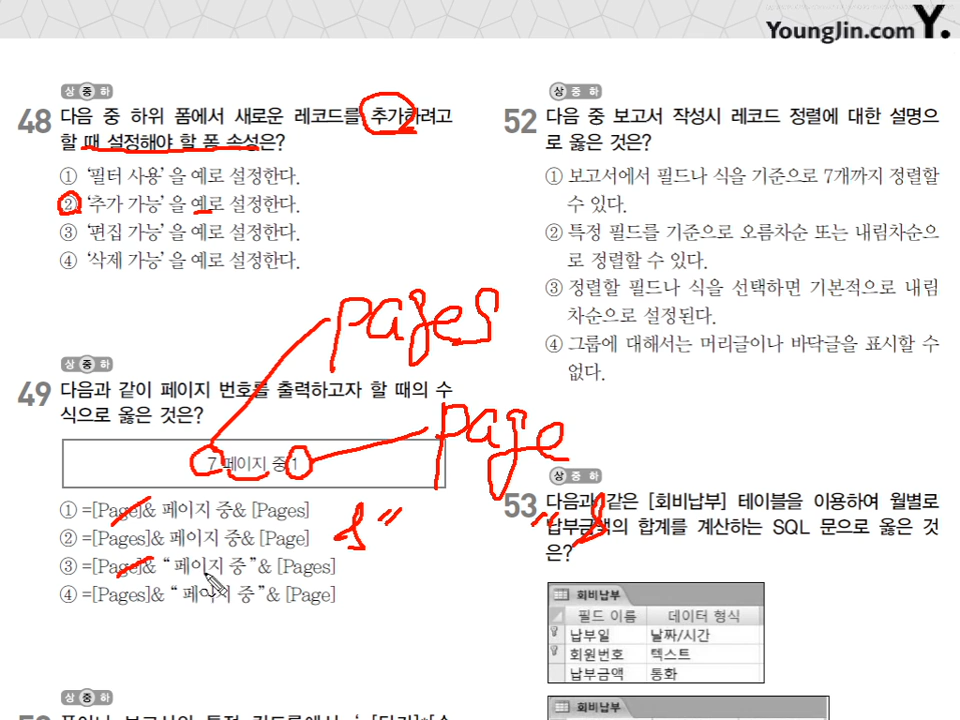 YoungJin.com Y.
상 중 하
48 다음 중 하위 폼에서 새로운 레코드를 추가하려고
할 때 설정해야 할 폼 속성은?
① ‘필터 사용’을 예로 설정한다.
② ‘추가 가능’을 예로 설정한다.
③ ‘편집 가능’을 예로 설정한다.
④ ‘삭제 가능’을 예로 설정한다.
pages
상 중 하
49 다음과 같이 페이지 번호를 출력하고자 할 때의 수
식으로 옳은 것은?
page
7 페이지 중 1
① =[Page]& 페이지 중& [Pages]
② =[Pages]& 페이지 중& [Page]
③ =[Page]& “ 페이지 중 ”& [Pages]
④ =[Pages]& “ 페이지 중 ”& [Page]
& "
" &
상 중 하
52 다음 중 보고서 작성시 레코드 정렬에 대한 설명으
로 옳은 것은?
① 보고서에서 필드나 식을 기준으로 7개까지 정렬할
수 있다.
② 특정 필드를 기준으로 오름차순 또는 내림차순으
로 정렬할 수 있다.
③ 정렬할 필드나 식을 선택하면 기본적으로 내림
차순으로 설정된다.
④ 그룹에 대해서는 머리글이나 바닥글을 표시할 수
없다.
상 중 하
53 다음과 같은 [회비납부] 테이블을 이용하여 월별로
납부금액의 합계를 계산하는 SQL 문으로 옳은 것
은?
회비납부
필드 이름 데이터 형식
납부일 날짜/시간
회원번호 텍스트
납부금액 통화
회비납부
상 중 하